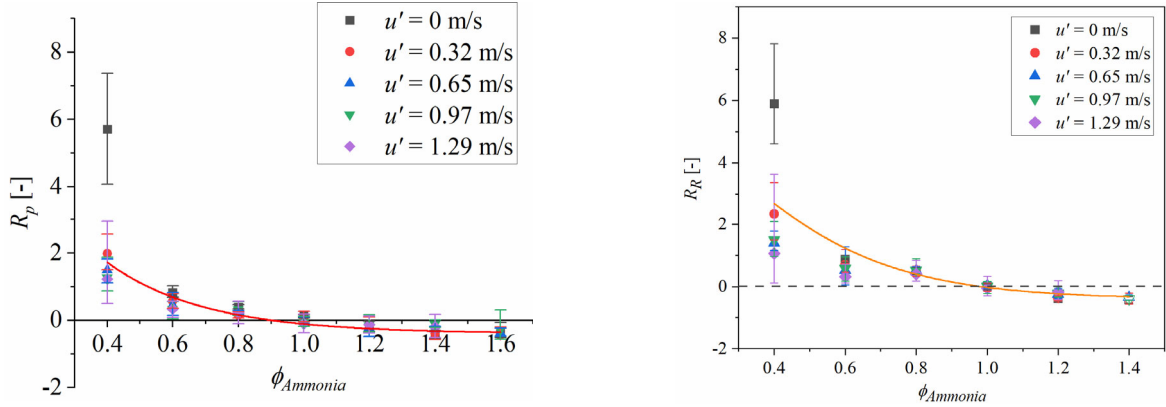 8
6
4
2
0
-2
R_p [-]
u' = 0 m/s
u' = 0.32 m/s
u' = 0.65 m/s
u' = 0.97 m/s
u' = 1.29 m/s
0.4 0.6 0.8 1.0 1.2 1.4 1.6
ϕ_Ammonia
8
6
4
2
0
-2
R_R [-]
u' = 0 m/s
u' = 0.32 m/s
u' = 0.65 m/s
u' = 0.97 m/s
u' = 1.29 m/s
0.4 0.6 0.8 1.0 1.2 1.4
ϕ_Ammonia